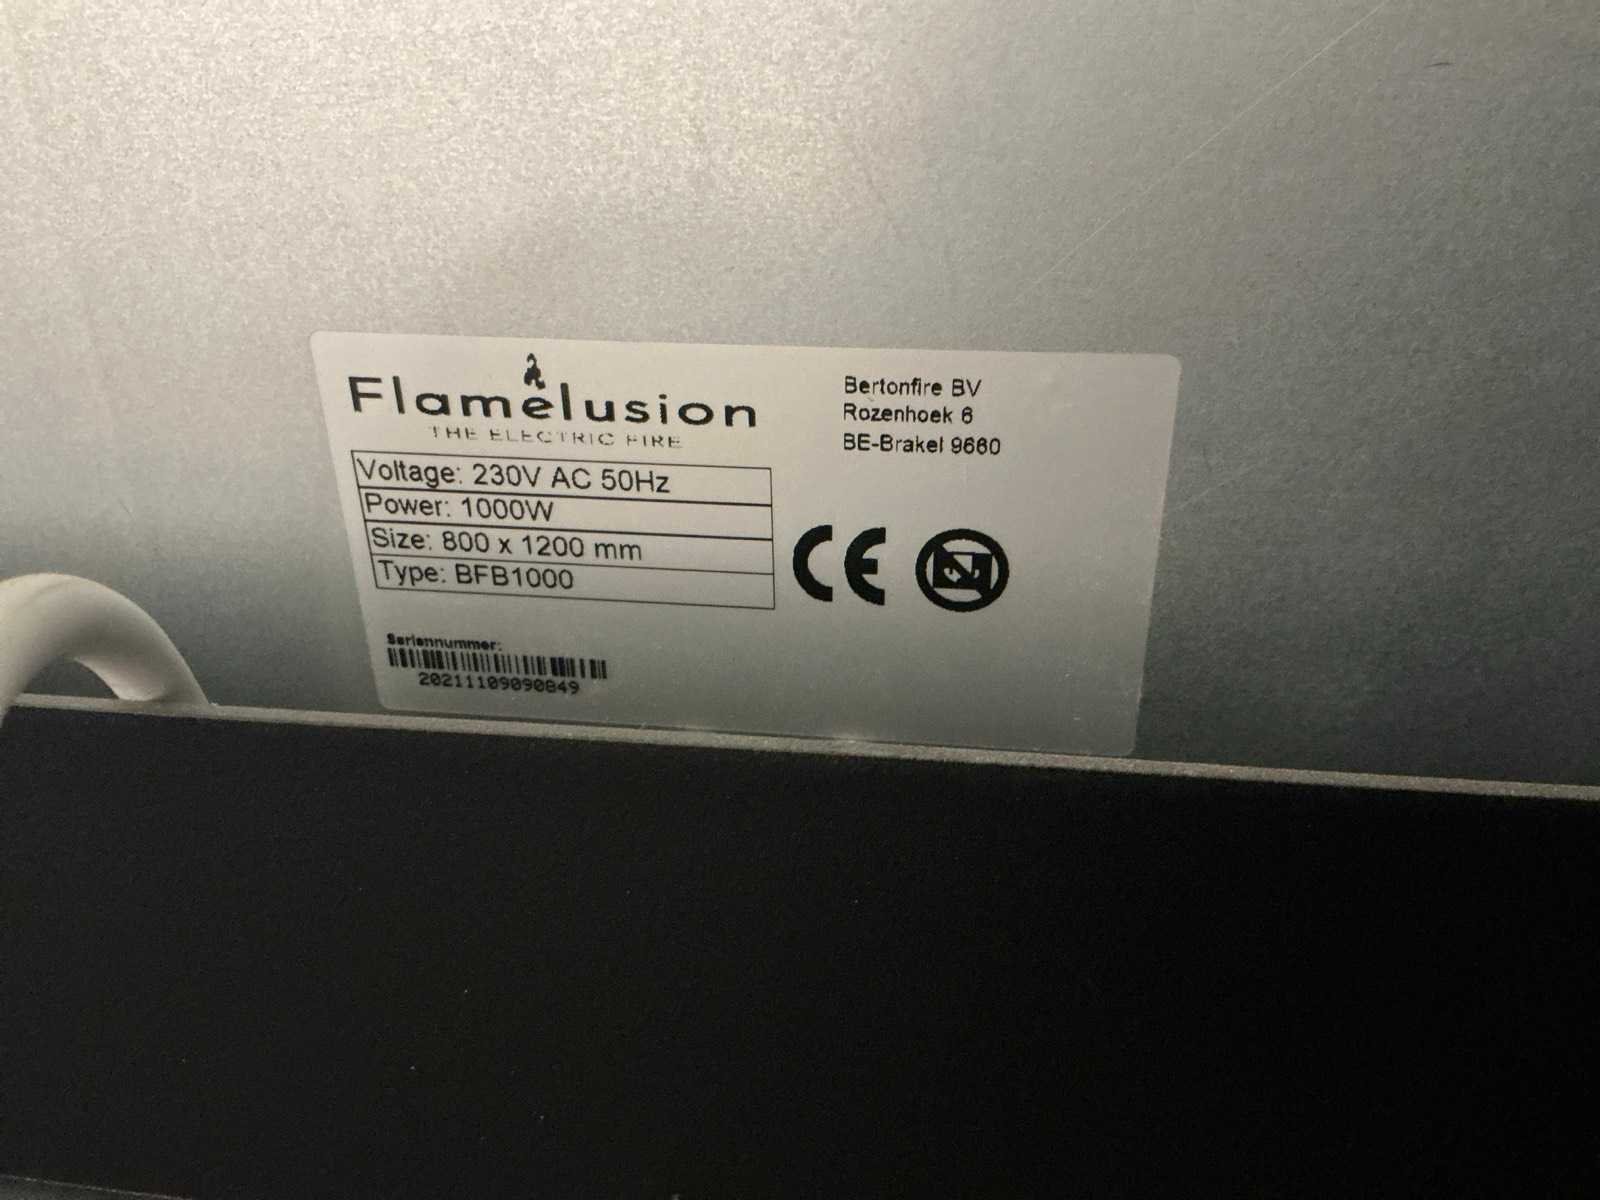 Flamelusion
THE ELECTRIC FIRE
Voltage: 230V AC 50Hz
Power: 1000W
Size: 800 x 1200 mm
Type: BFB1000
Seriennummer:
20211109090849
Bertonfire BV
Rozenhoek 6
BE-Brakel 9660
CE